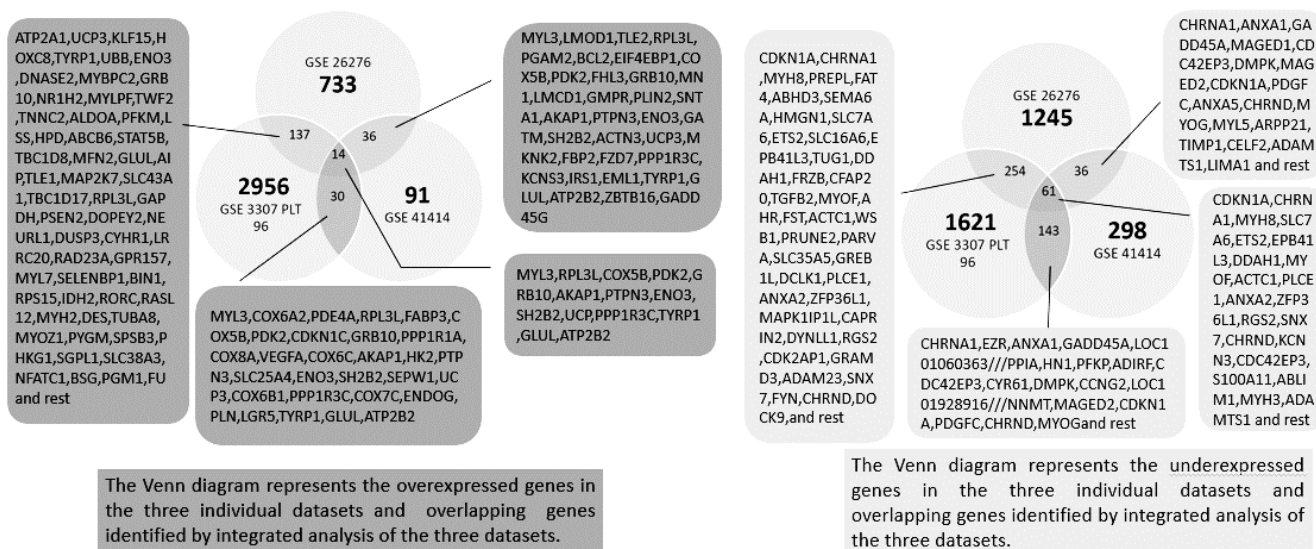 ATP2A1,UCP3,KLF15,H
OXC8,TYRP1,UBB,ENO3
,DNASE2,MYBPC2,GRB
10,NR1H2,MYLPF,TWF2
,TNNC2,ALDOA,PFKM,L
SS,HPD,ABCB6,STAT5B,
TBC1D8,MFN2,GLUL,AI
P,TLE1,MAP2K7,SLC43A
1,TBC1D17,RPL3L,GAP
DH,PSEN2,DOPEY2,NE
URL1,DUSP3,CYHR1,LR
RC20,RAD23A,GPR157,
MYL7,SELENBP1,BIN1,
RPS15,IDH2,RORC,RASL
12,MYH2,DES,TUBA8,
MYOZ1,PYGM,SPSB3,P
HKG1,SGPL1,SLC38A3,
NFATC1,BSG,PGM1,FU
and rest
GSE 26276
733
137
36
14
30
2956
GSE 3307 PLT
96
91
GSE 41414
MYL3,LMOD1,TLE2,RPL3L,
PGAM2,BCL2,EIF4EBP1,CO
X5B,PDK2,FHL3,GRB10,MN
1,LMCD1,GMPR,PLIN2,SNT
A1,AKAP1,PTPN3,ENO3,GA
TM,SH2B2,ACTN3,UCP3,M
KNK2,FBP2,FZD7,PPP1R3C,
KCNS3,IRS1,EML1,TYRP1,G
LUL,ATP2B2,ZBTB16,GADD
45G
MYL3,RPL3L,COX5B,PDK2,G
RB10,AKAP1,PTPN3,ENO3,
SH2B2,UCP,PPP1R3C,TYRP1
,GLUL,ATP2B2
MYL3,COX6A2,PDE4A,RPL3L,FABP3,C
OX5B,PDK2,CDKN1C,GRB10,PPP1R1A,
COX8A,VEGFA,COX6C,AKAP1,HK2,PTP
N3,SLC25A4,ENO3,SH2B2,SEPW1,UC
P3,COX6B1,PPP1R3C,COX7C,ENDOG,
PLN,LGR5,TYRP1,GLUL,ATP2B2
The Venn diagram represents the overexpressed genes in
the three individual datasets and overlapping genes
identified by integrated analysis of the three datasets.
CDKN1A,CHRNA1
,MYH8,PREPL,FAT
4,ABHD3,SEMA6
A,HMGN1,SLC7A
6,ETS2,SLC16A6,E
PB41L3,TUG1,DD
AH1,FRZB,CFAP2
0,TGFB2,MYOF,A
HR,FST,ACTC1,WS
B1,PRUNE2,PARV
A,SLC35A5,GREB
1L,DCLK1,PLCE1,
ANXA2,ZFP36L1,
MAPK1IP1L,CAPR
IN2,DYNLL1,RGS2
,CDK2AP1,GRAM
D3,ADAM23,SNX
7,FYN,CHRND,DO
CK9,and rest
GSE 26276
1245
254
36
61
143
1621
GSE 3307 PLT
96
298
GSE 41414
CHRNA1,ANXA1,GA
DD45A,MAGED1,CD
C42EP3,DMPK,MAG
ED2,CDKN1A,PDGF
C,ANXA5,CHRND,M
YOG,MYL5,ARPP21,
TIMP1,CELF2,ADAM
TS1,LIMA1 and rest
CDKN1A,CHRN
A1,MYH8,SLC7
A6,ETS2,EPB41
L3,DDAH1,MY
OF,ACTC1,PLCE
1,ANXA2,ZFP3
6L1,RGS2,SNX
7,CHRND,KCN
N3,CDC42EP3,
S100A11,ABLI
M1,MYH3,ADA
MTS1 and rest
CHRNA1,EZR,ANXA1,GADD45A,LOC1
01060363///PPIA,HN1,PFKP,ADIRF,C
DC42EP3,CYR61,DMPK,CCNG2,LOC1
01928916///NNMT,MAGED2,CDKN1
A,PDGFC,CHRND,MYOGand rest
The Venn diagram represents the underexpressed
genes in the three individual datasets and
overlapping genes identified by integrated analysis of
the three datasets.